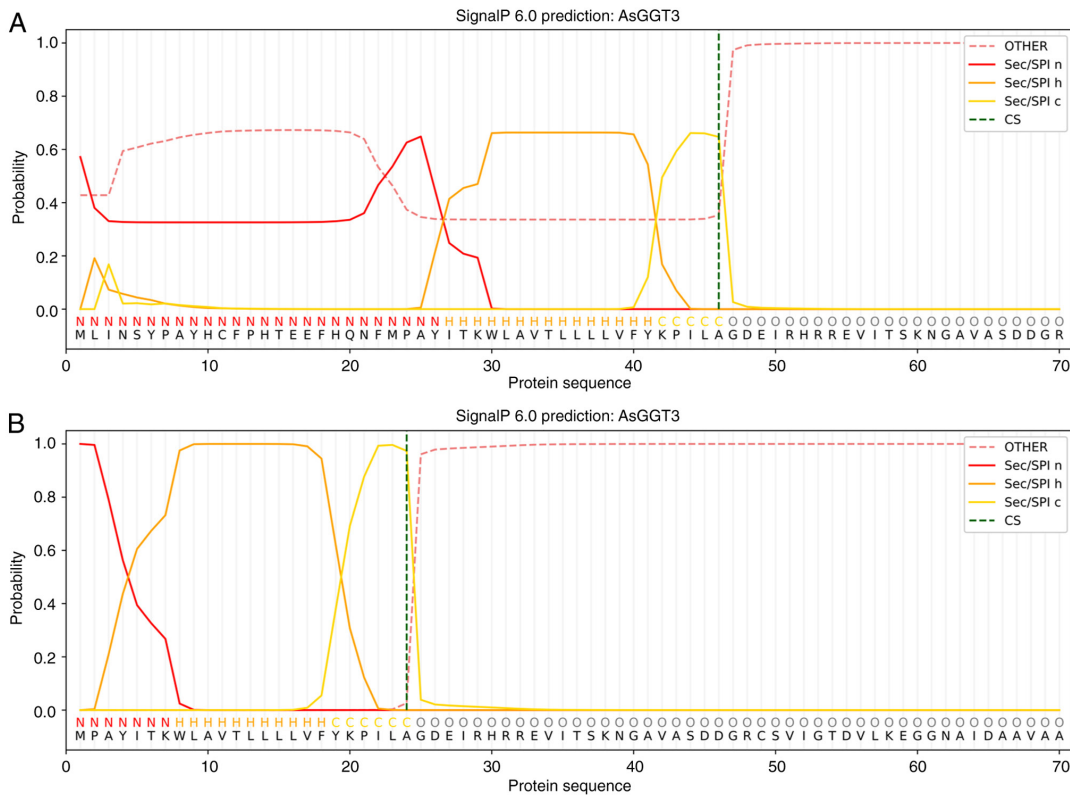 A
SignalP 6.0 prediction: AsGGT3
1.0
0.8
0.6
0.4
0.2
0.0
Probability
OTHER
Sec/SPI n
Sec/SPI h
Sec/SPI c
CS
N N N N N N N N N N N N N N N N N N N N N N N N N N H H H H H H H H H H H H H H H C C C C C O O O O O O O O O O O O O O O O O O O O O O O O
M L I N S Y P A Y H C F P H T E E F H Q N F M P A Y I T K W L A V T L L L L V F Y K P I L A G D E I R H R R E V I T S K N G A V A S D D G R
0 10 20 30 40 50 60 70
Protein sequence
B
SignalP 6.0 prediction: AsGGT3
1.0
0.8
0.6
0.4
0.2
0.0
Probability
OTHER
Sec/SPI n
Sec/SPI h
Sec/SPI c
CS
N N N N N N N H H H H H H H H H H H C C C C C C O O O O O O O O O O O O O O O O O O O O O O O O O O O O O O O O O O O O O O O O O O O O O O
M P A Y I T K W L A V T L L L L V F Y K P I L A G D E I R H R R E V I T S K N G A V A S D D G R C S V I G T D V L K E G G N A I D A A V A A
0 10 20 30 40 50 60 70
Protein sequence